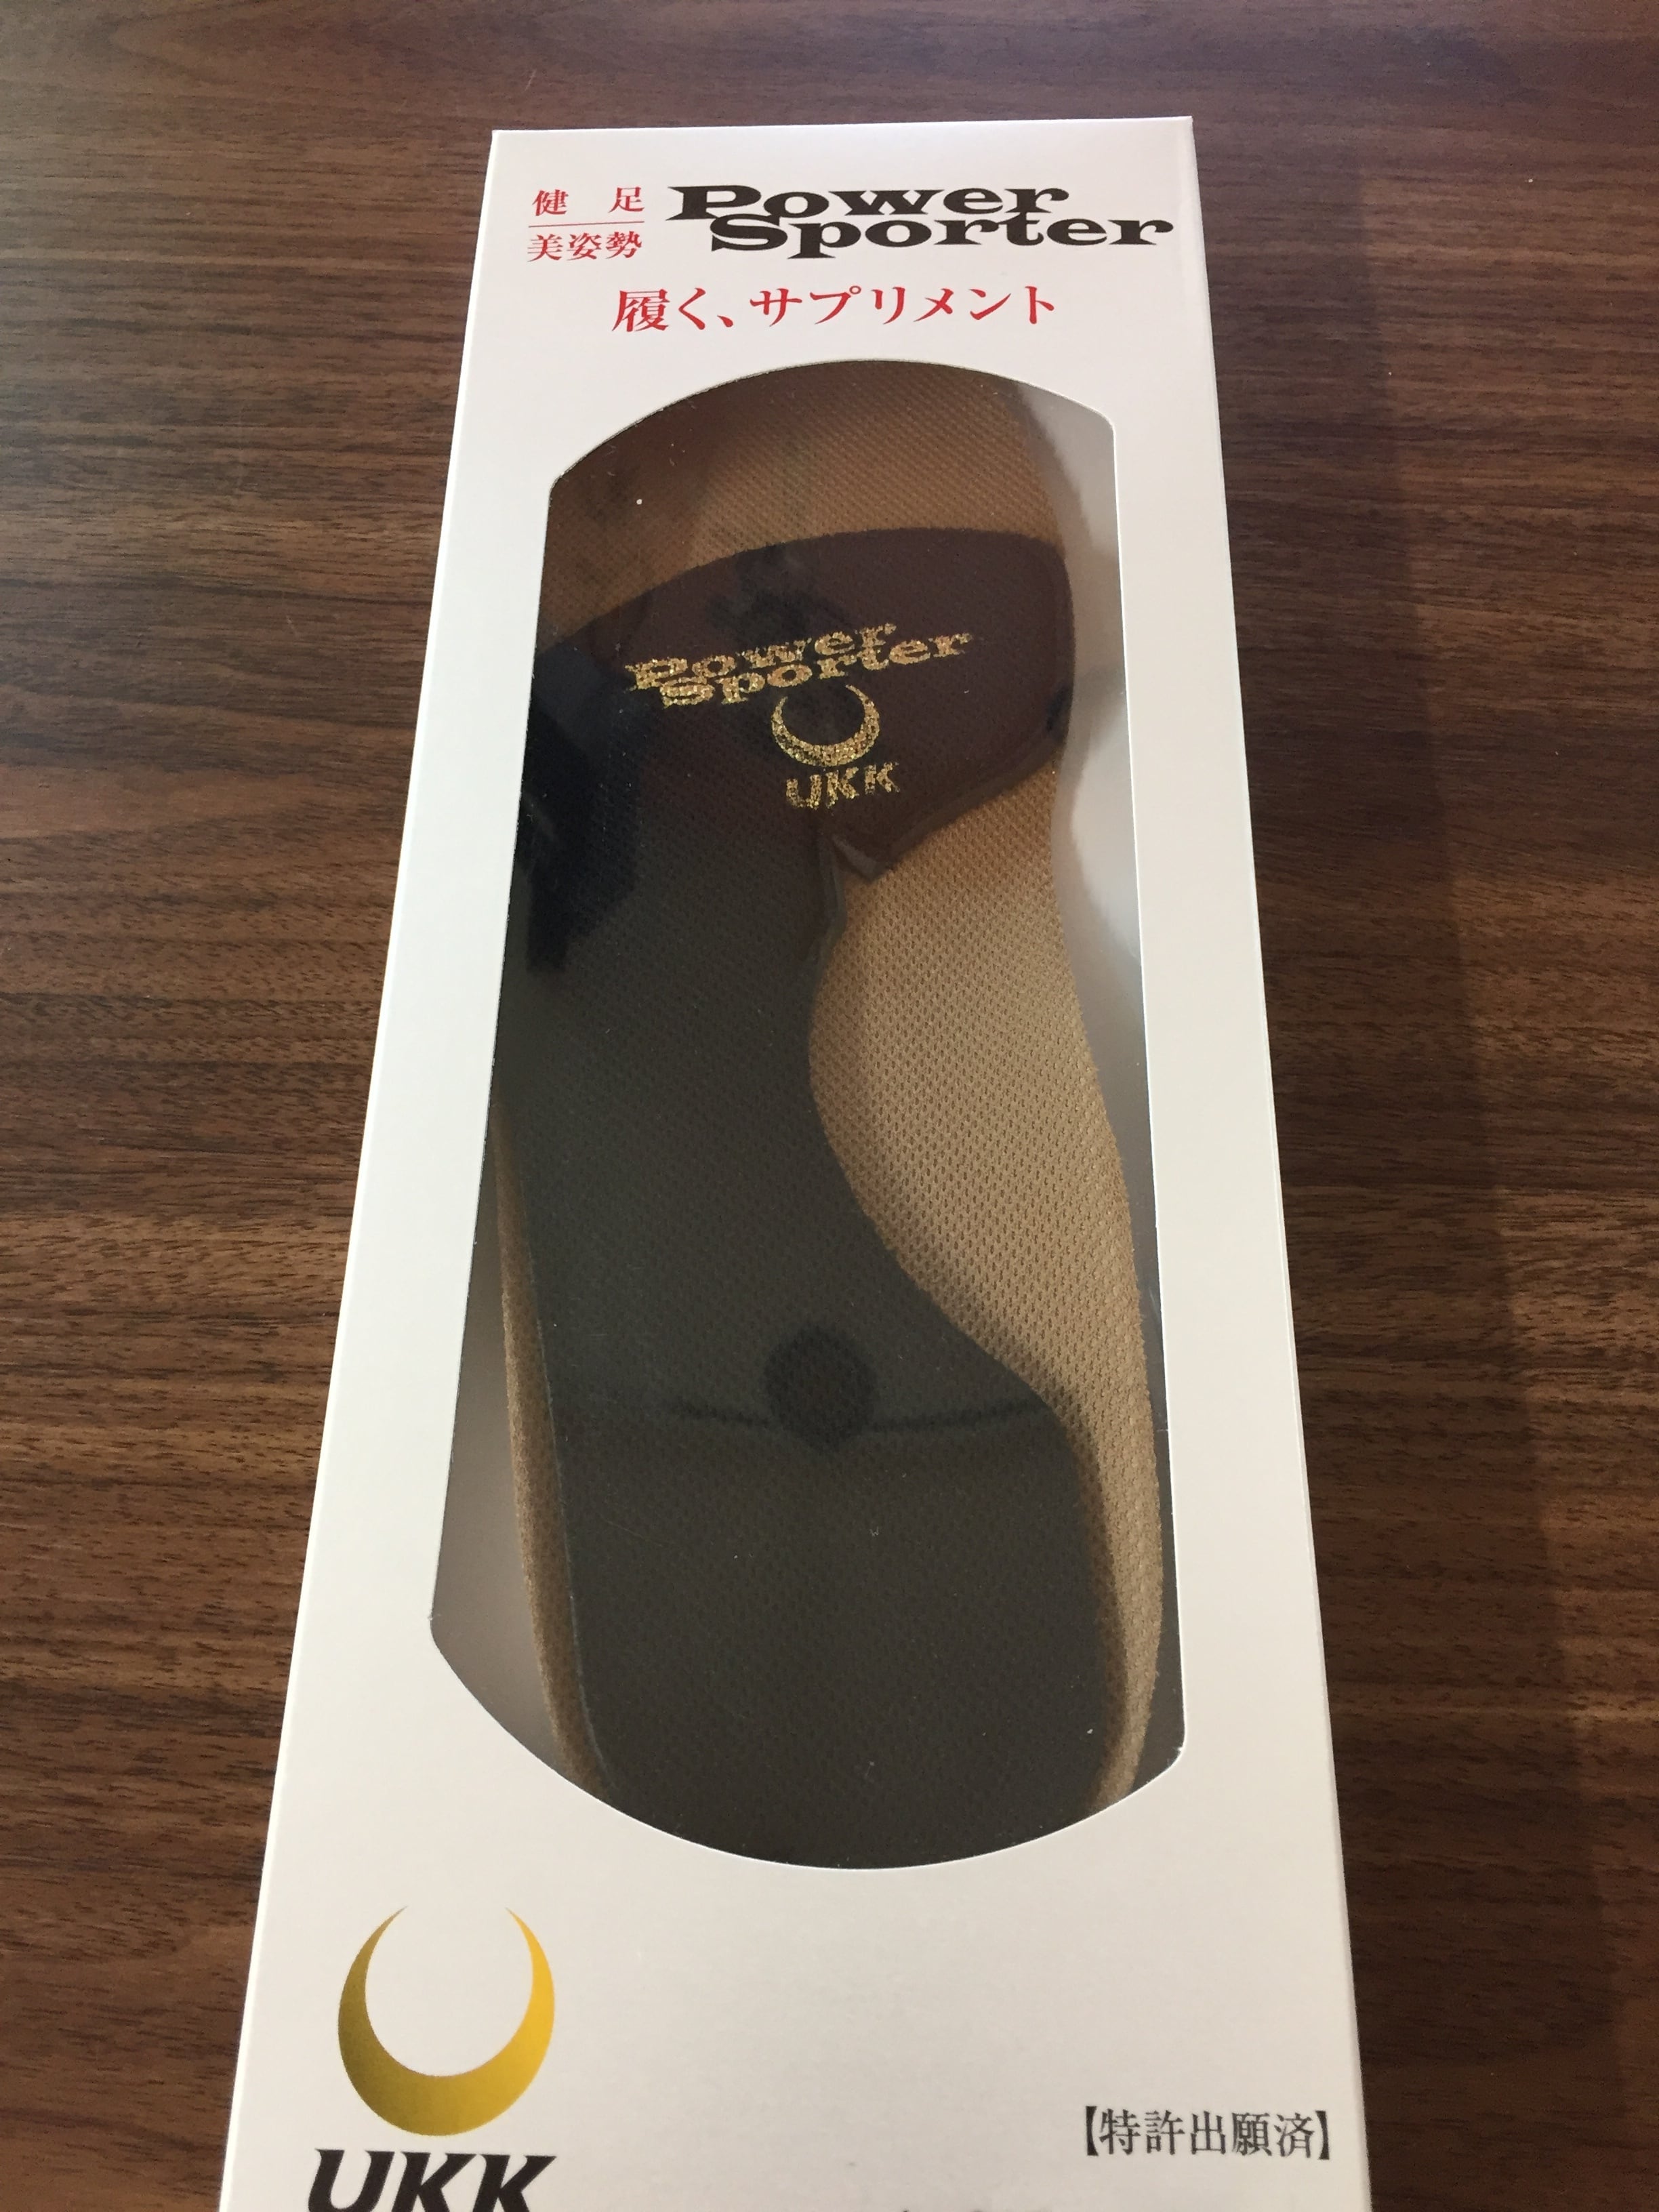 健 足
美姿勢
Power
Sporter
履く、サプリメント
Power
Sporter
UKK
UKK
【特許出願済】